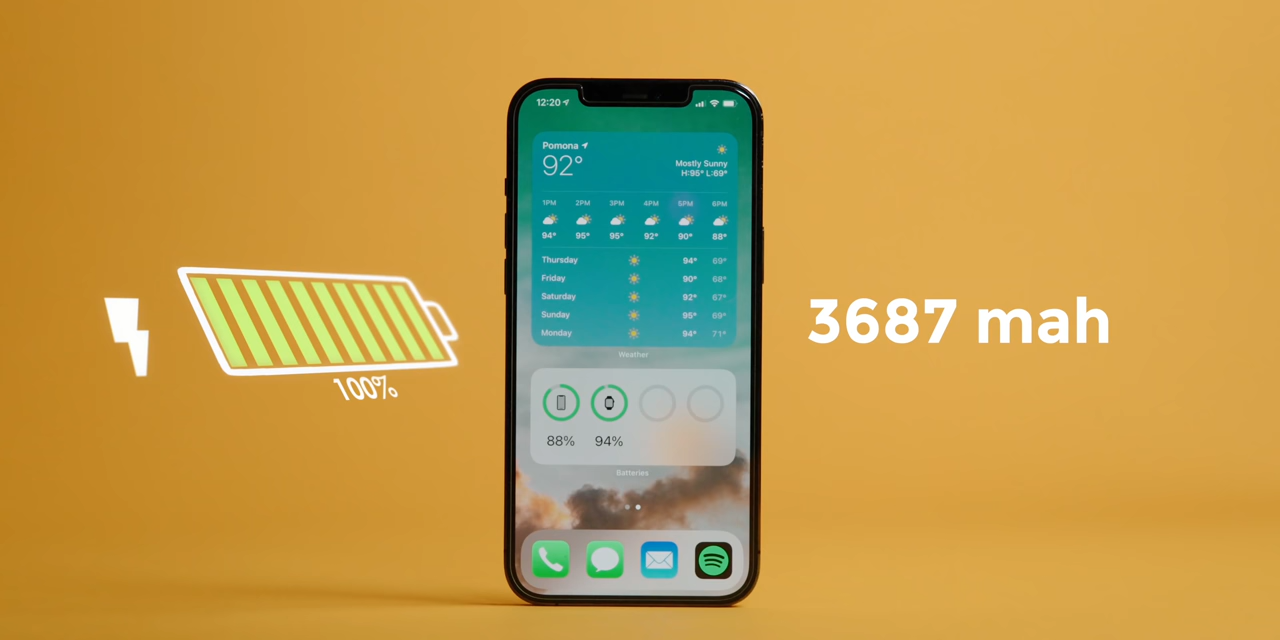 12:20
Pomona
92°
Mostly Sunny
H:95° L:69°
1PM 2PM 3PM 4PM 5PM 6PM
94° 95° 95° 92° 90° 88°
Thursday 94° 69°
Friday 90° 68°
Saturday 92° 67°
Sunday 95° 69°
Monday 94° 71°
Weather
88% 94%
Batteries
100%
3687 mah